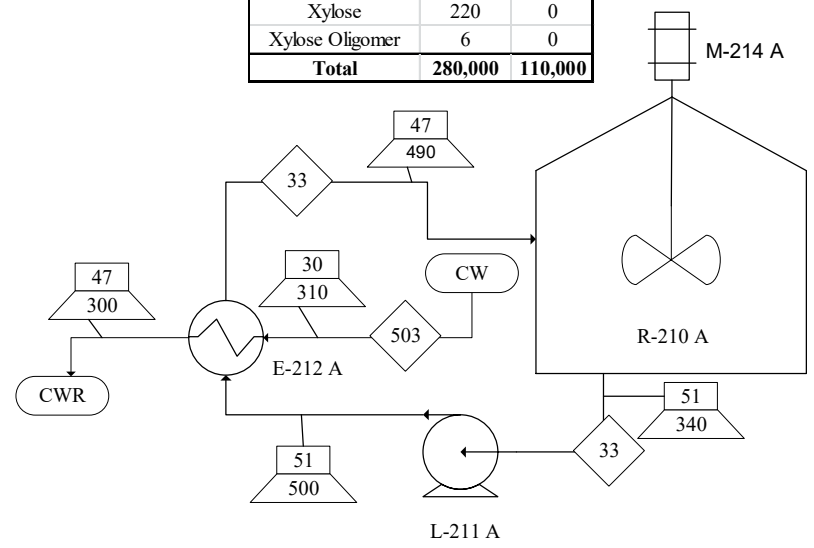 Xylose 220 0
Xylose Oligomer 6 0
Total 280,000 110,000
M-214 A
47
490
33
30
310
CW
47
300
503
R-210 A
E-212 A
CWR
51
340
33
51
500
L-211 A